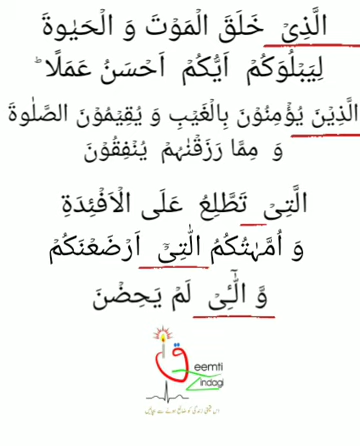 الَّذِیۡ خَلَقَ الۡمَوۡتَ وَ الۡحَیٰوةَ
لِیَبۡلُوَکُمۡ اَیُّکُمۡ اَحۡسَنُ عَمَلًا ؕ
الَّذِیۡنَ یُؤۡمِنُوۡنَ بِالۡغَیۡبِ وَ یُقِیۡمُوۡنَ الصَّلٰوةَ
وَ مِمَّا رَزَقۡنٰہُمۡ یُنۡفِقُوۡنَ
الَّتِیۡ تَطَّلِعُ عَلَی الۡاَفۡئِدَةِ
وَ اُمَّہٰتُکُمُ الّٰتِیۡۤ اَرۡضَعۡنَکُمۡ
وَّ الّٰٓـِٔیۡ لَمۡ یَحِضۡنَ
Qeemti
Zindagi